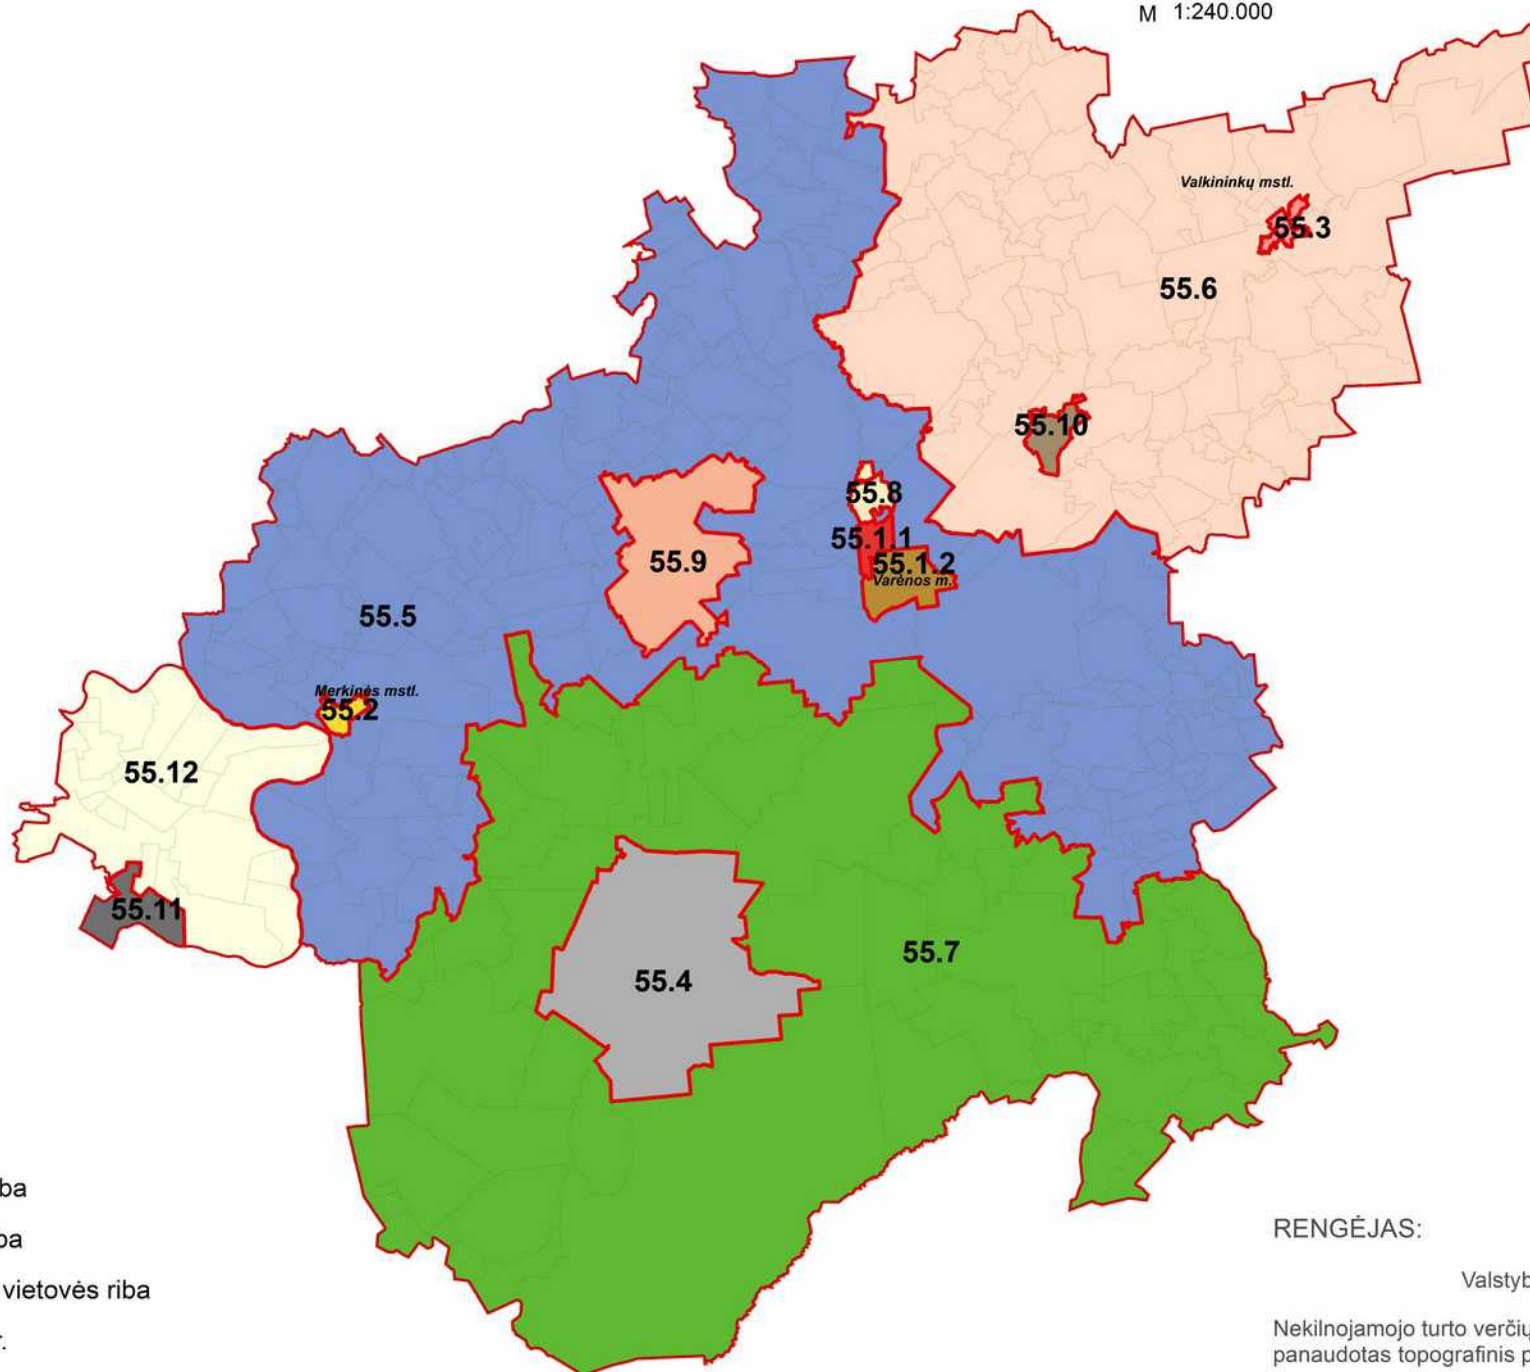 M 1:240.000
Valkininkų mstl.
55.3
55.6
55.10
55.8
55.1.1
55.9
55.1.2
Varėnos m.
55.5
Merkinės mstl.
55.2
55.12
55.11
55.7
55.4
ba
ba
vietovės riba
RENGĖJAS:
Valstyb
Nekilnojamojo turto verčių
panaudotas topografinis p